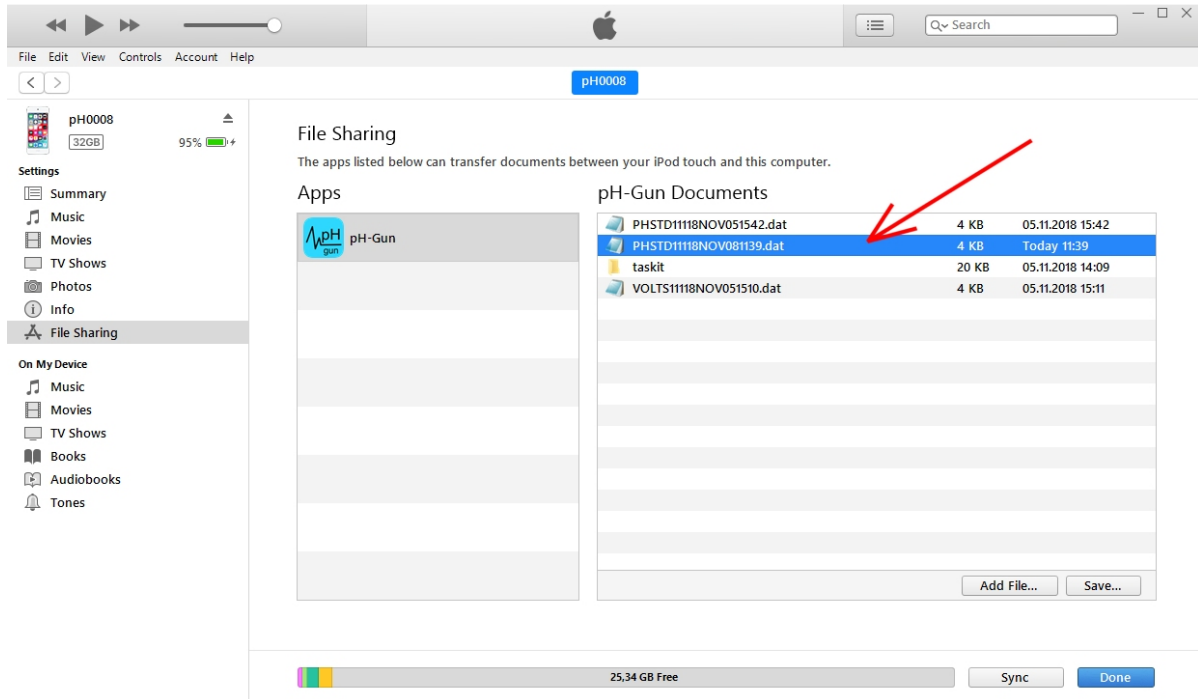 Search
File Edit View Controls Account Help
pH0008
pH0008
32GB 95%
Settings
Summary
Music
Movies
TV Shows
Photos
Info
File Sharing
On My Device
Music
Movies
TV Shows
Books
Audiobooks
Tones
File Sharing
The apps listed below can transfer documents between your iPod touch and this computer.
Apps
pH
gun
pH-Gun
pH-Gun Documents
PHSTD11118NOV051542.dat 4 KB 05.11.2018 15:42
PHSTD11118NOV081139.dat 4 KB Today 11:39
taskit 20 KB 05.11.2018 14:09
VOLTS11118NOV051510.dat 4 KB 05.11.2018 15:11
Add File... Save...
25,34 GB Free Sync Done